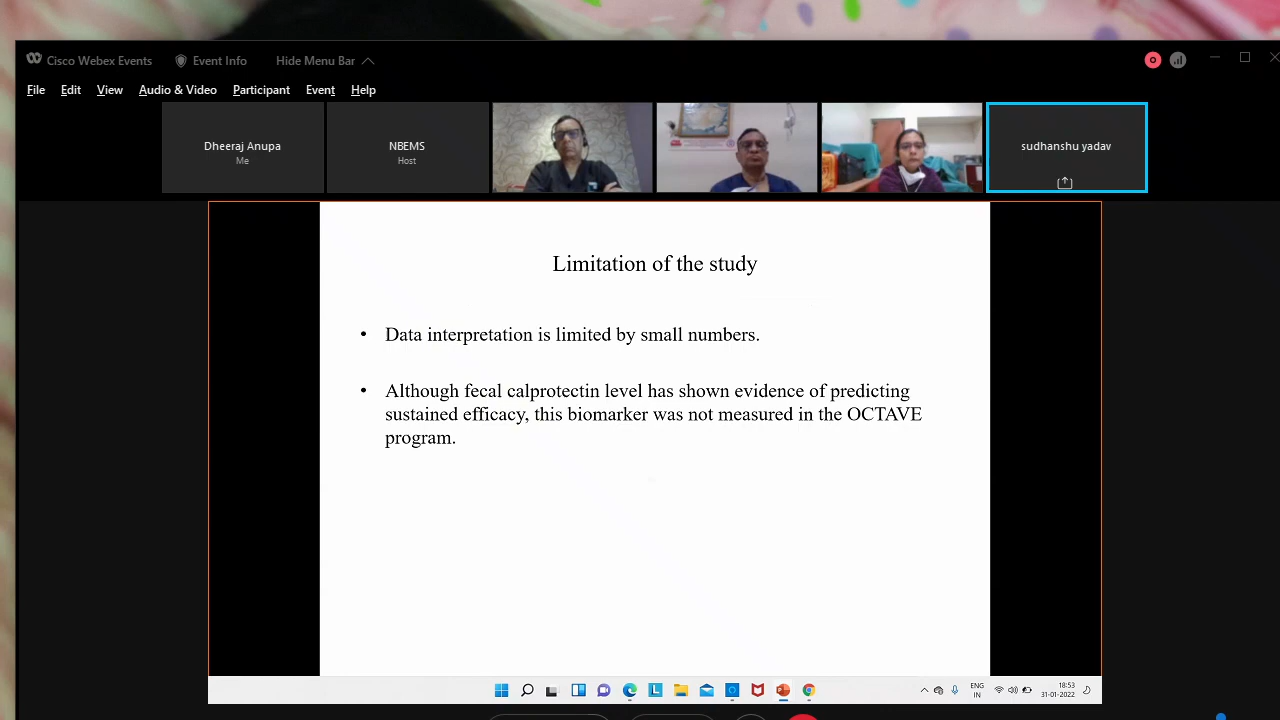 Cisco Webex Events Event Info Hide Menu Bar
File Edit View Audio & Video Participant Event Help
Dheeraj Anupa
Me
NBEMS
Host
sudhanshu yadav
Limitation of the study
• Data interpretation is limited by small numbers.
• Although fecal calprotectin level has shown evidence of predicting
sustained efficacy, this biomarker was not measured in the OCTAVE
program.
ENG
IN
18:53
31-01-2022